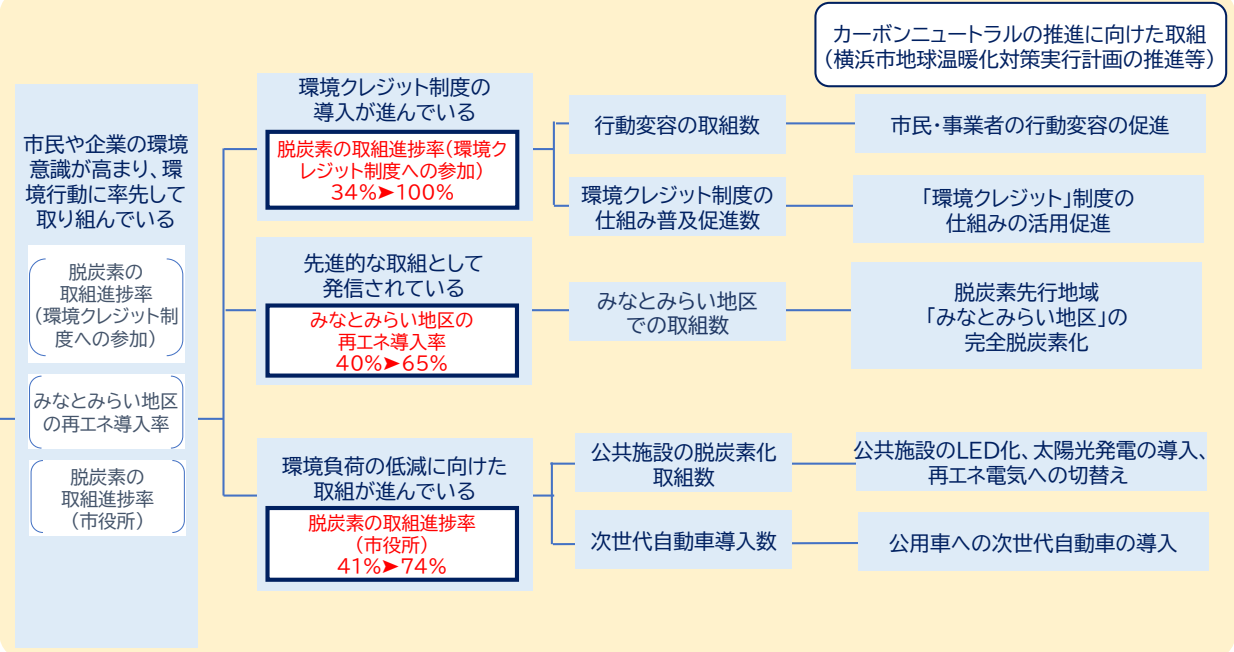 カーボンニュートラルの推進に向けた取組
(横浜市地球温暖化対策実行計画の推進等)
市民や企業の環境
意識が高まり、環
境行動に率先して
取り組んでいる
脱炭素の
取組進捗率
(環境クレジット制
度への参加)
みなとみらい地区
の再エネ導入率
脱炭素の
取組進捗率
(市役所)
環境クレジット制度の
導入が進んでいる
脱炭素の取組進捗率(環境ク
レジット制度への参加)
34%➤100%
行動変容の取組数
市民・事業者の行動変容の促進
環境クレジット制度の
仕組み普及促進数
「環境クレジット」制度の
仕組みの活用促進
先進的な取組として
発信されている
みなとみらい地区の
再エネ導入率
40%➤65%
みなとみらい地区
での取組数
脱炭素先行地域
「みなとみらい地区」の
完全脱炭素化
環境負荷の低減に向けた
取組が進んでいる
脱炭素の取組進捗率
(市役所)
41%➤74%
公共施設の脱炭素化
取組数
公共施設のLED化、太陽光発電の導入、
再エネ電気への切替え
次世代自動車導入数
公用車への次世代自動車の導入